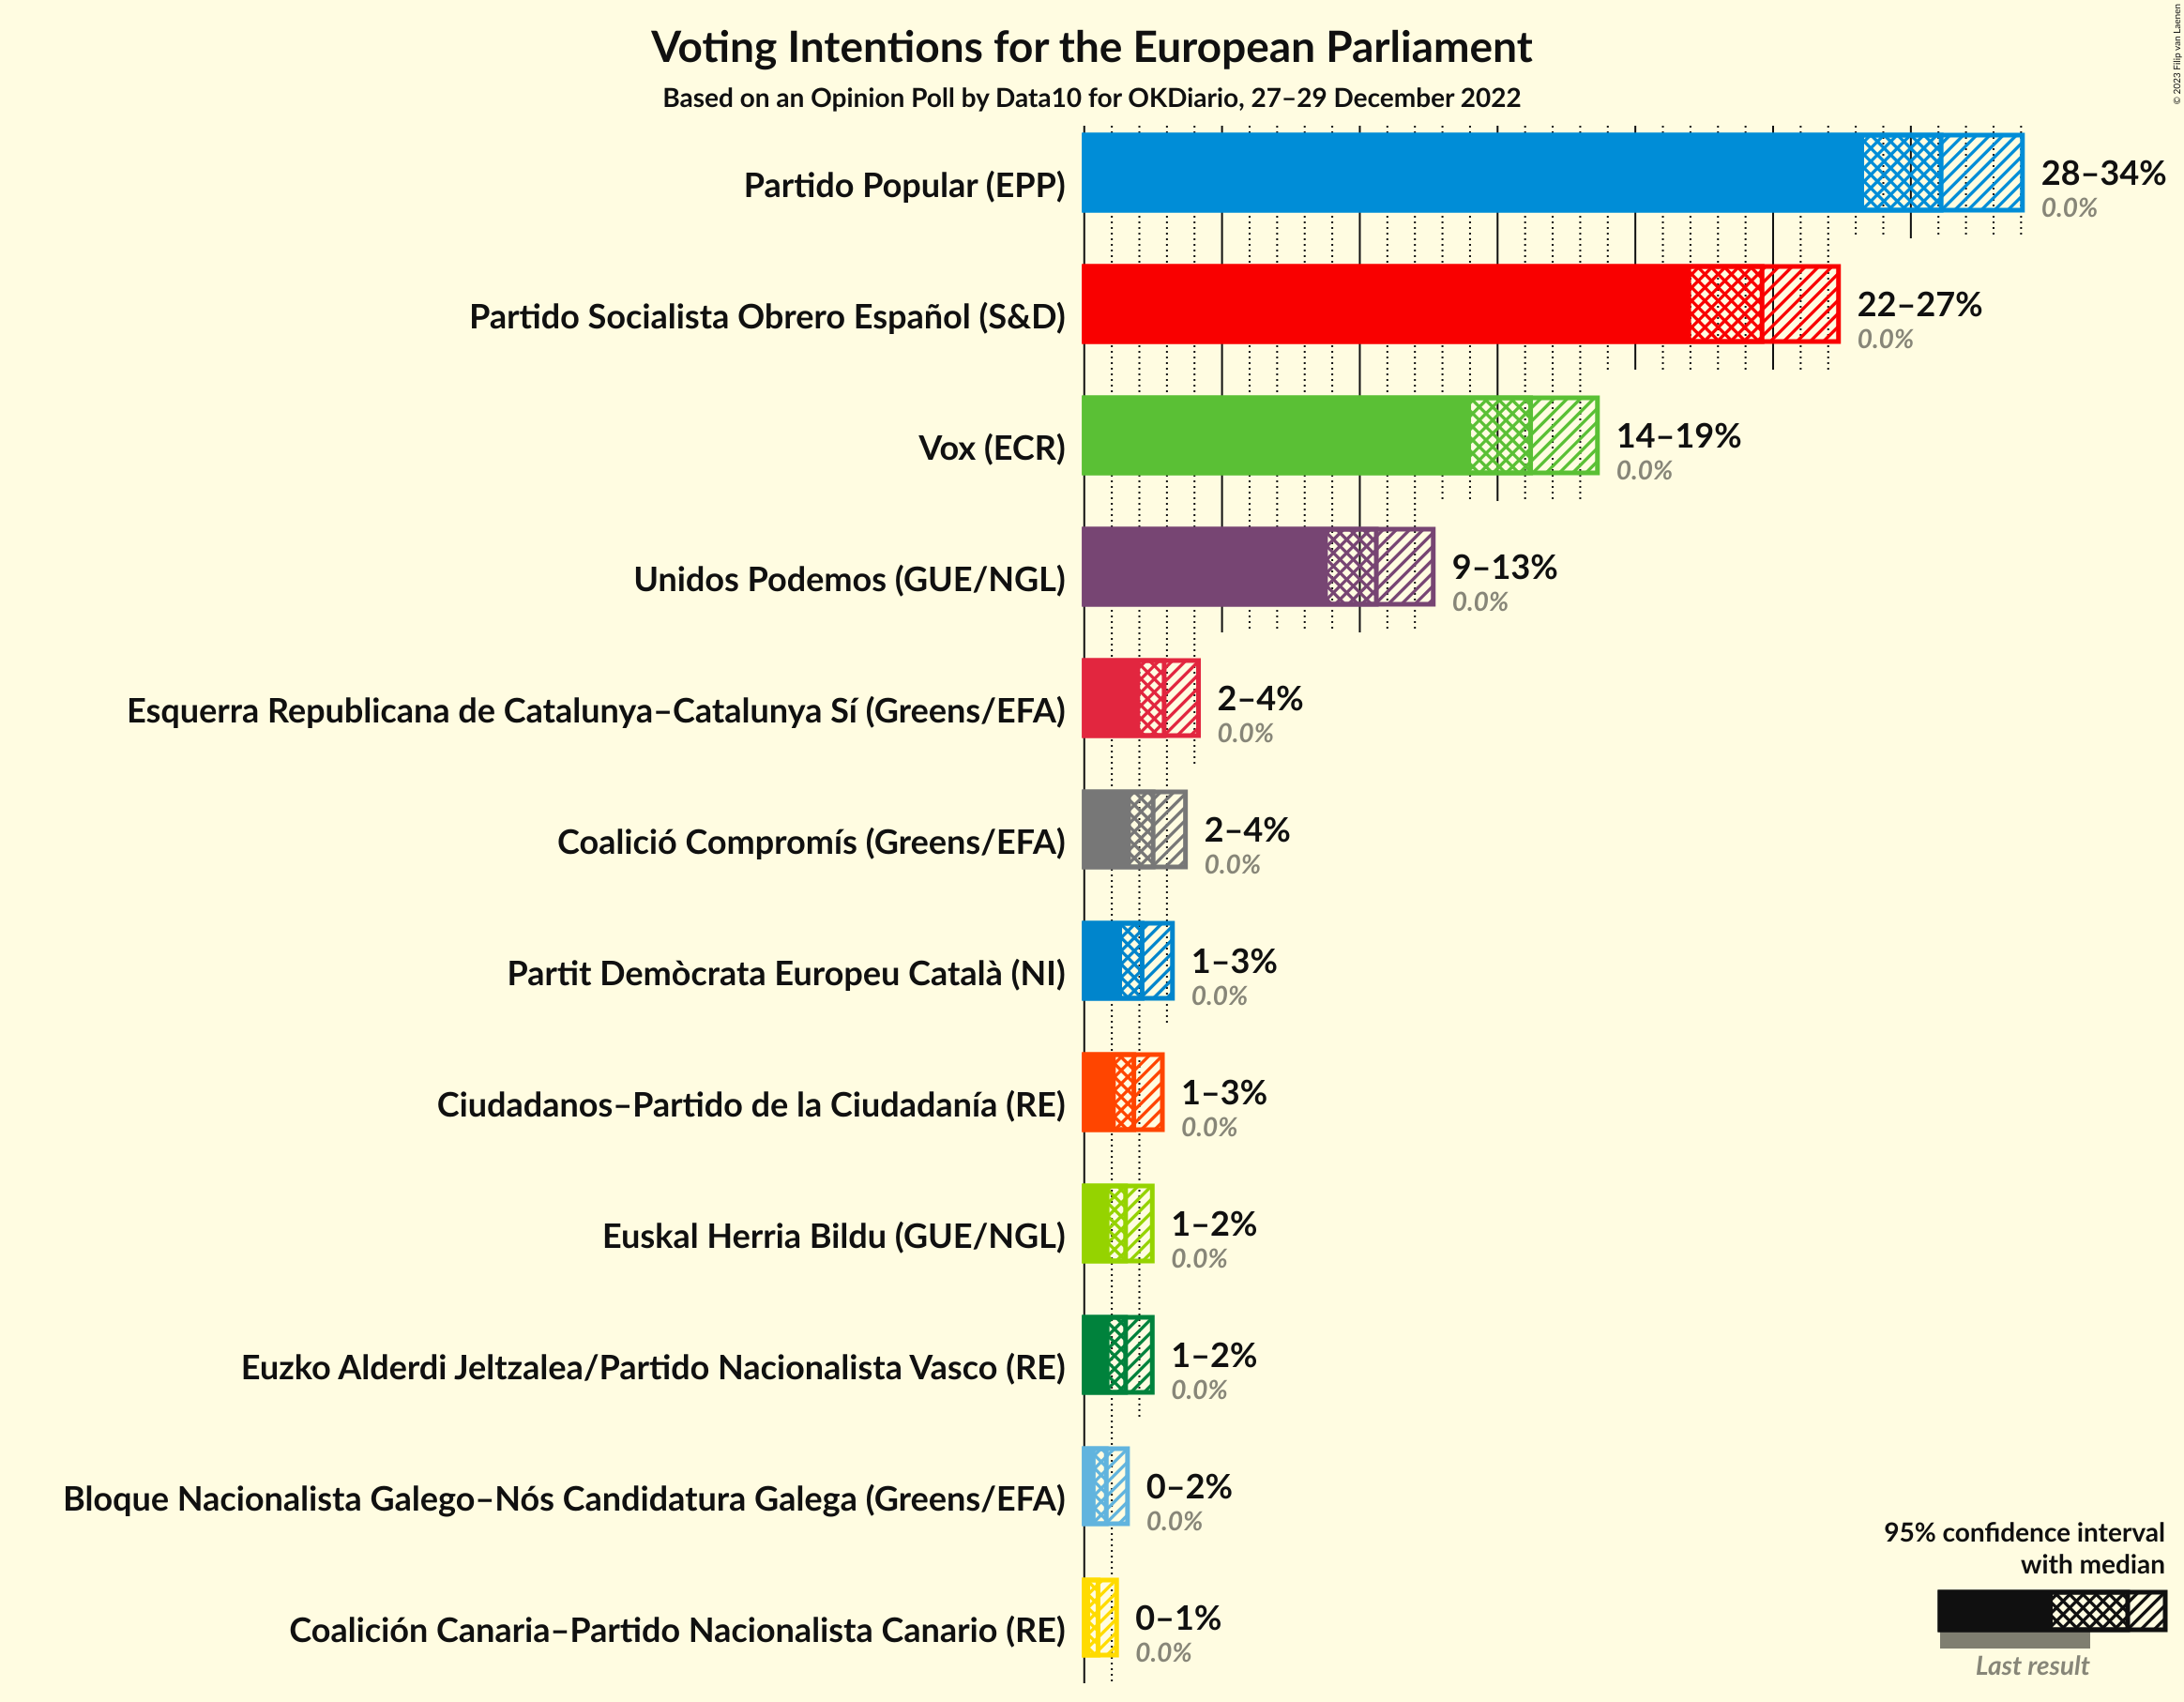 Voting Intentions for the European Parliament
Based on an Opinion Poll by Data10 for OKDiario, 27–29 December 2022
© 2023 Filip van Laenen
Partido Popular (EPP)
28–34%
0.0%
Partido Socialista Obrero Español (S&D)
22–27%
0.0%
Vox (ECR)
14–19%
0.0%
Unidos Podemos (GUE/NGL)
9–13%
0.0%
Esquerra Republicana de Catalunya–Catalunya Sí (Greens/EFA)
2–4%
0.0%
Coalició Compromís (Greens/EFA)
2–4%
0.0%
Partit Demòcrata Europeu Català (NI)
1–3%
0.0%
Ciudadanos–Partido de la Ciudadanía (RE)
1–3%
0.0%
Euskal Herria Bildu (GUE/NGL)
1–2%
0.0%
Euzko Alderdi Jeltzalea/Partido Nacionalista Vasco (RE)
1–2%
0.0%
Bloque Nacionalista Galego–Nós Candidatura Galega (Greens/EFA)
0–2%
0.0%
Coalición Canaria–Partido Nacionalista Canario (RE)
0–1%
0.0%
95% confidence interval
with median
Last result